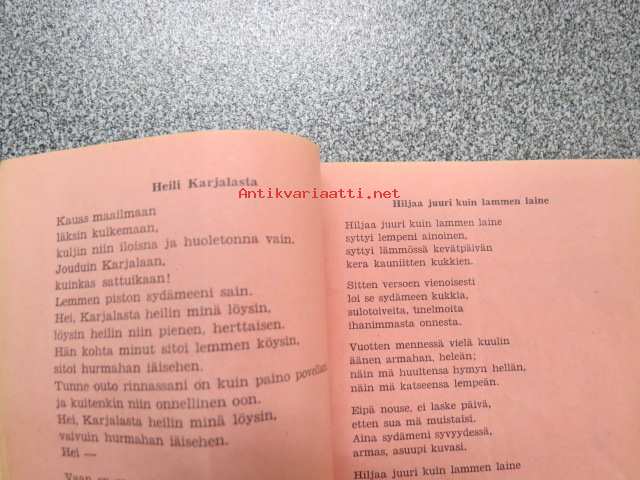 Heili Karjalasta
Kauas maailmaan
läksin kulkemaan,
kuljin niin iloisna ja huoletonna vain.
Jouduin Karjalaan,
kuinkas sattuikaan!
Lemmen piston sydämeeni sain.
Hei, Karjalasta heilin minä löysin,
löysin heilin niin pienen, herttaisen.
Hän kohta minut sitoi lemmen köysin,
sitoi hurmahan iäisehen.
Tunne outo rinnassani on kuin paino
ja kuitenkin niin onnellinen oon.
Hei, Karjalasta heilin minä löysin,
vaivuin hurmahan iäisehen.
Hei —
Antikvariaatti.net
Hiljaa juuri kuin lammen laine
Hiljaa juuri kuin lammen laine
syttyi lempeni ainoinen,
syttyi lämmössä kevätpäivän
kera kauniitten kukkien.
Sitten versoen vienoisesti
loi se sydämeen kukkia,
sulotoiveita, unelmoita
ihanimmasta onnesta.
Vuotten mennessä vielä kuulin
äänen armahan, heleän;
näin mä huultensa hymyn hellän,
näin mä katseensa lempeän.
Eipä nouse, ei laske päivä,
etten sua mä muistaisi.
Aina sydämeni syvyydessä,
armas, asuupi kuvasi.
Hiljaa juuri kuin lammen laine